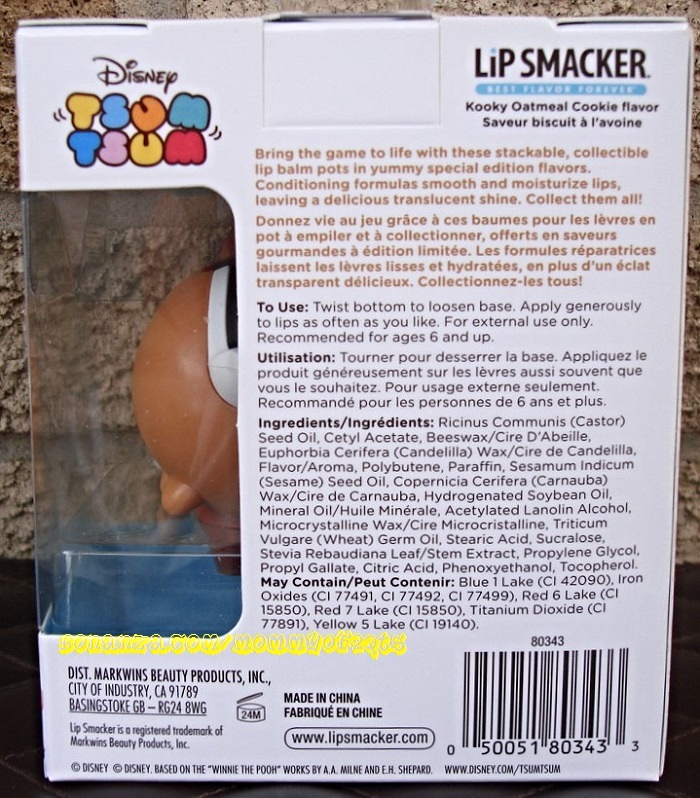 Disney
TSUM
TSUM
LiP SMACKER.
BEST FLAVOR FOREVER
Kooky Oatmeal Cookie flavor
Saveur biscuit à l'avoine
Bring the game to life with these stackable, collectible
lip balm pots in yummy special edition flavors.
Conditioning formulas smooth and moisturize lips,
leaving a delicious translucent shine. Collect them all!
Donnez vie au jeu grâce à ces baumes pour les lèvres en
pot à empiler et à collectionner, offerts en saveurs
gourmandes à édition limitée. Les formules réparatrices
laissent les lèvres lisses et hydratées, en plus d'un éclat
transparent délicieux. Collectionnez-les tous!
To Use: Twist bottom to loosen base. Apply generously
to lips as often as you like. For external use only.
Recommended for ages 6 and up.
Utilisation: Tourner pour desserrer la base. Appliquez le
produit généreusement sur les lèvres aussi souvent que
vous le souhaitez. Pour usage externe seulement.
Recommandé pour les personnes de 6 ans et plus.
Ingredients/Ingrédients: Ricinus Communis (Castor)
Seed Oil, Cetyl Acetate, Beeswax/Cire D'Abeille,
Euphorbia Cerifera (Candelilla) Wax/Cire de Candelilla,
Flavor/Aroma, Polybutene, Paraffin, Sesamum Indicum
(Sesame) Seed Oil, Copernicia Cerifera (Carnauba)
Wax/Cire de Carnauba, Hydrogenated Soybean Oil,
Mineral Oil/Huile Minérale, Acetylated Lanolin Alcohol,
Microcrystalline Wax/Cire Microcristalline, Triticum
Vulgare (Wheat) Germ Oil, Stearic Acid, Sucralose,
Stevia Rebaudiana Leaf/Stem Extract, Propylene Glycol,
Propyl Gallate, Citric Acid, Phenoxyethanol, Tocopherol.
May Contain/Peut Contenir: Blue 1 Lake (CI 42090), Iron
Oxides (CI 77491, CI 77492, CI 77499), Red 6 Lake (CI
15850), Red 7 Lake (CI 15850), Titanium Dioxide (CI
77891), Yellow 5 Lake (CI 19140).
bonanza.com/mommyof2qts
80343
DIST. MARKWINS BEAUTY PRODUCTS, INC.,
CITY OF INDUSTRY, CA 91789
BASINGSTOKE GB – RG24 8WG
24M
MADE IN CHINA
FABRIQUÉ EN CHINE
Lip Smacker is a registered trademark of
Markwins Beauty Products, Inc.
www.lipsmacker.com
0 50051 80343 3
© DISNEY © DISNEY. BASED ON THE "WINNIE THE POOH" WORKS BY A.A. MILNE AND E.H. SHEPARD. WWW.DISNEY.COM/TSUMTSUM